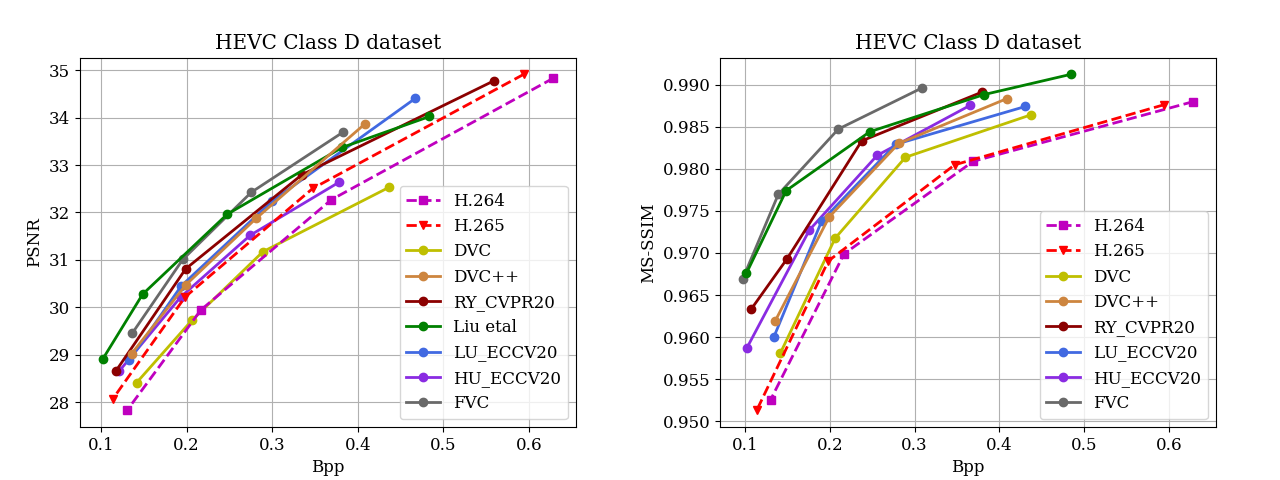 HEVC Class D dataset
35
34
33
32
31
30
29
28
PSNR
0.1
0.2
0.3
0.4
0.5
0.6
Bpp
H.264
H.265
DVC
DVC++
RY_CVPR20
Liu etal
LU_ECCV20
HU_ECCV20
FVC
HEVC Class D dataset
0.990
0.985
0.980
0.975
0.970
0.965
0.960
0.955
0.950
MS-SSIM
0.1
0.2
0.3
0.4
0.5
0.6
Bpp
H.264
H.265
DVC
DVC++
RY_CVPR20
Liu etal
LU_ECCV20
HU_ECCV20
FVC